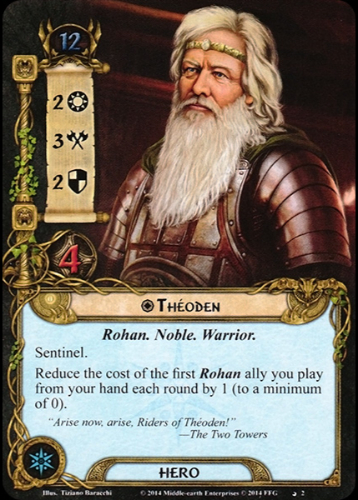 12
2
3
2
4
Théoden
Rohan. Noble. Warrior.
Sentinel.
Reduce the cost of the first Rohan ally you play
from your hand each round by 1 (to a minimum
of 0).
“Arise now, arise, Riders of Théoden!”
—The Two Towers
Illus. Tiziano Baracchi © 2014 Middle-earth Enterprises © 2014 FFG 2
HERO